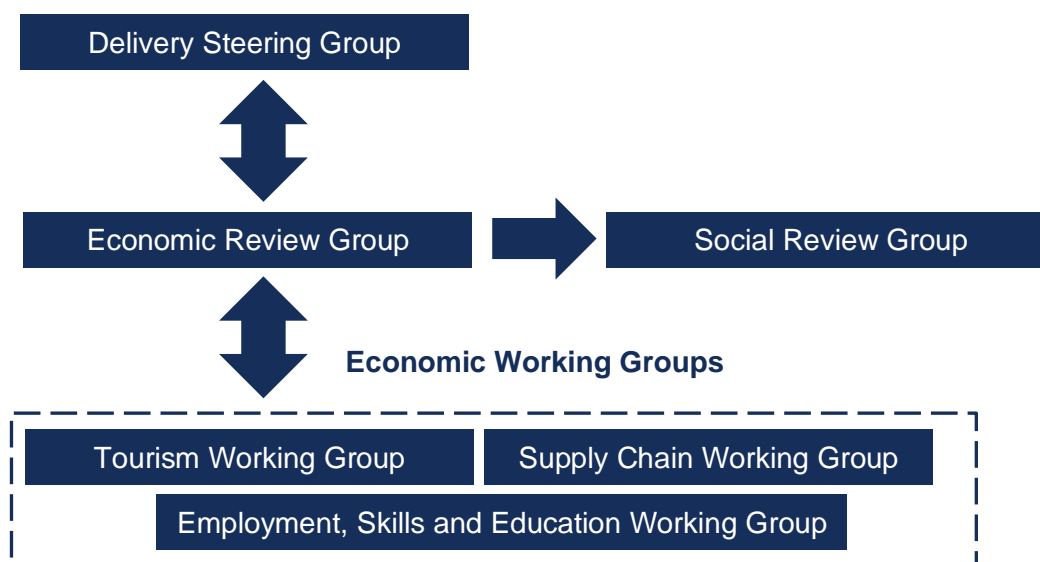 Delivery Steering Group
Economic Review Group
Social Review Group
Economic Working Groups
Tourism Working Group
Supply Chain Working Group
Employment, Skills and Education Working Group